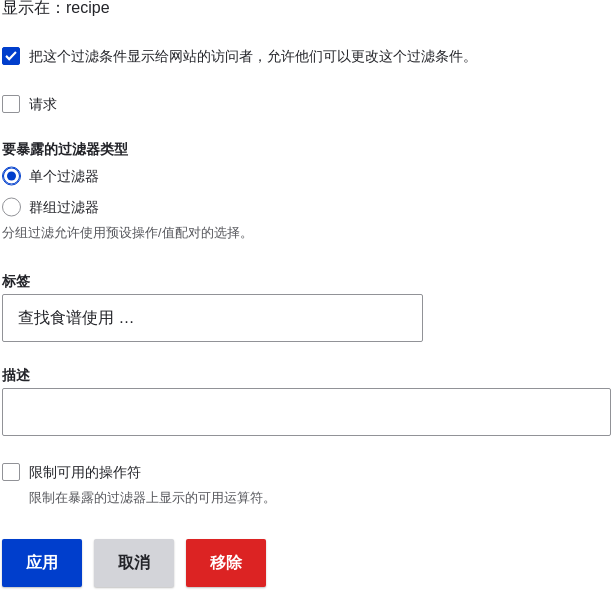 显示在：recipe
把这个过滤条件显示给网站的访问者，允许他们可以更改这个过滤条件。
请求
要暴露的过滤器类型
单个过滤器
群组过滤器
分组过滤允许使用预设操作/值配对的选择。
标签
查找食谱使用 …
描述
限制可用的操作符
限制在暴露的过滤器上显示的可用运算符。
应用 取消 移除